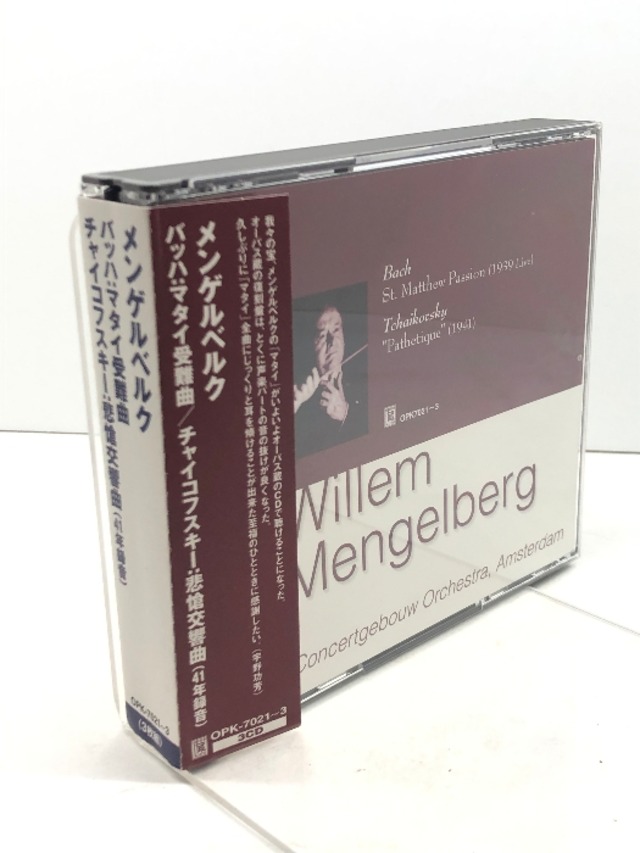 メンゲルベルク
バッハ:マタイ受難曲
チャイコフスキー:悲愴交響曲(41年録音)
OPK-7021-3
(3枚組)
我々の宝、メンゲルベルクの「マタイ」がいよいよオーパス蔵のCDで聴けることになった。
オーパス蔵の復刻盤は、とくに声楽パートの音の抜けが良くなった。
久しぶりに「マタイ」全曲にじっくりと耳を傾けることが出来た至福のひとときに感謝したい。(宇野功芳)
メンゲルベルク
バッハ:マタイ受難曲/チャイコフスキー:悲愴交響曲(41年録音)
OPK-7021-3
3CD
Bach
St. Matthew Passion (1939 Live)
Tchaikovsky
"Pathetique" (1941)
OPK7021-3
Willem
Mengelberg
Concertgebouw Orchestra, Amsterdam